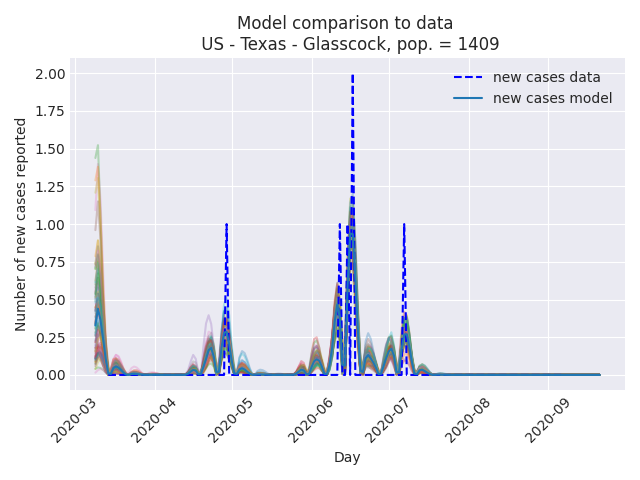 Model comparison to data
US - Texas - Glasscock, pop. = 1409
new cases data
new cases model
Number of new cases reported
2.00
1.75
1.50
1.25
1.00
0.75
0.50
0.25
0.00
2020-03
2020-04
2020-05
2020-06
2020-07
2020-08
2020-09
Day